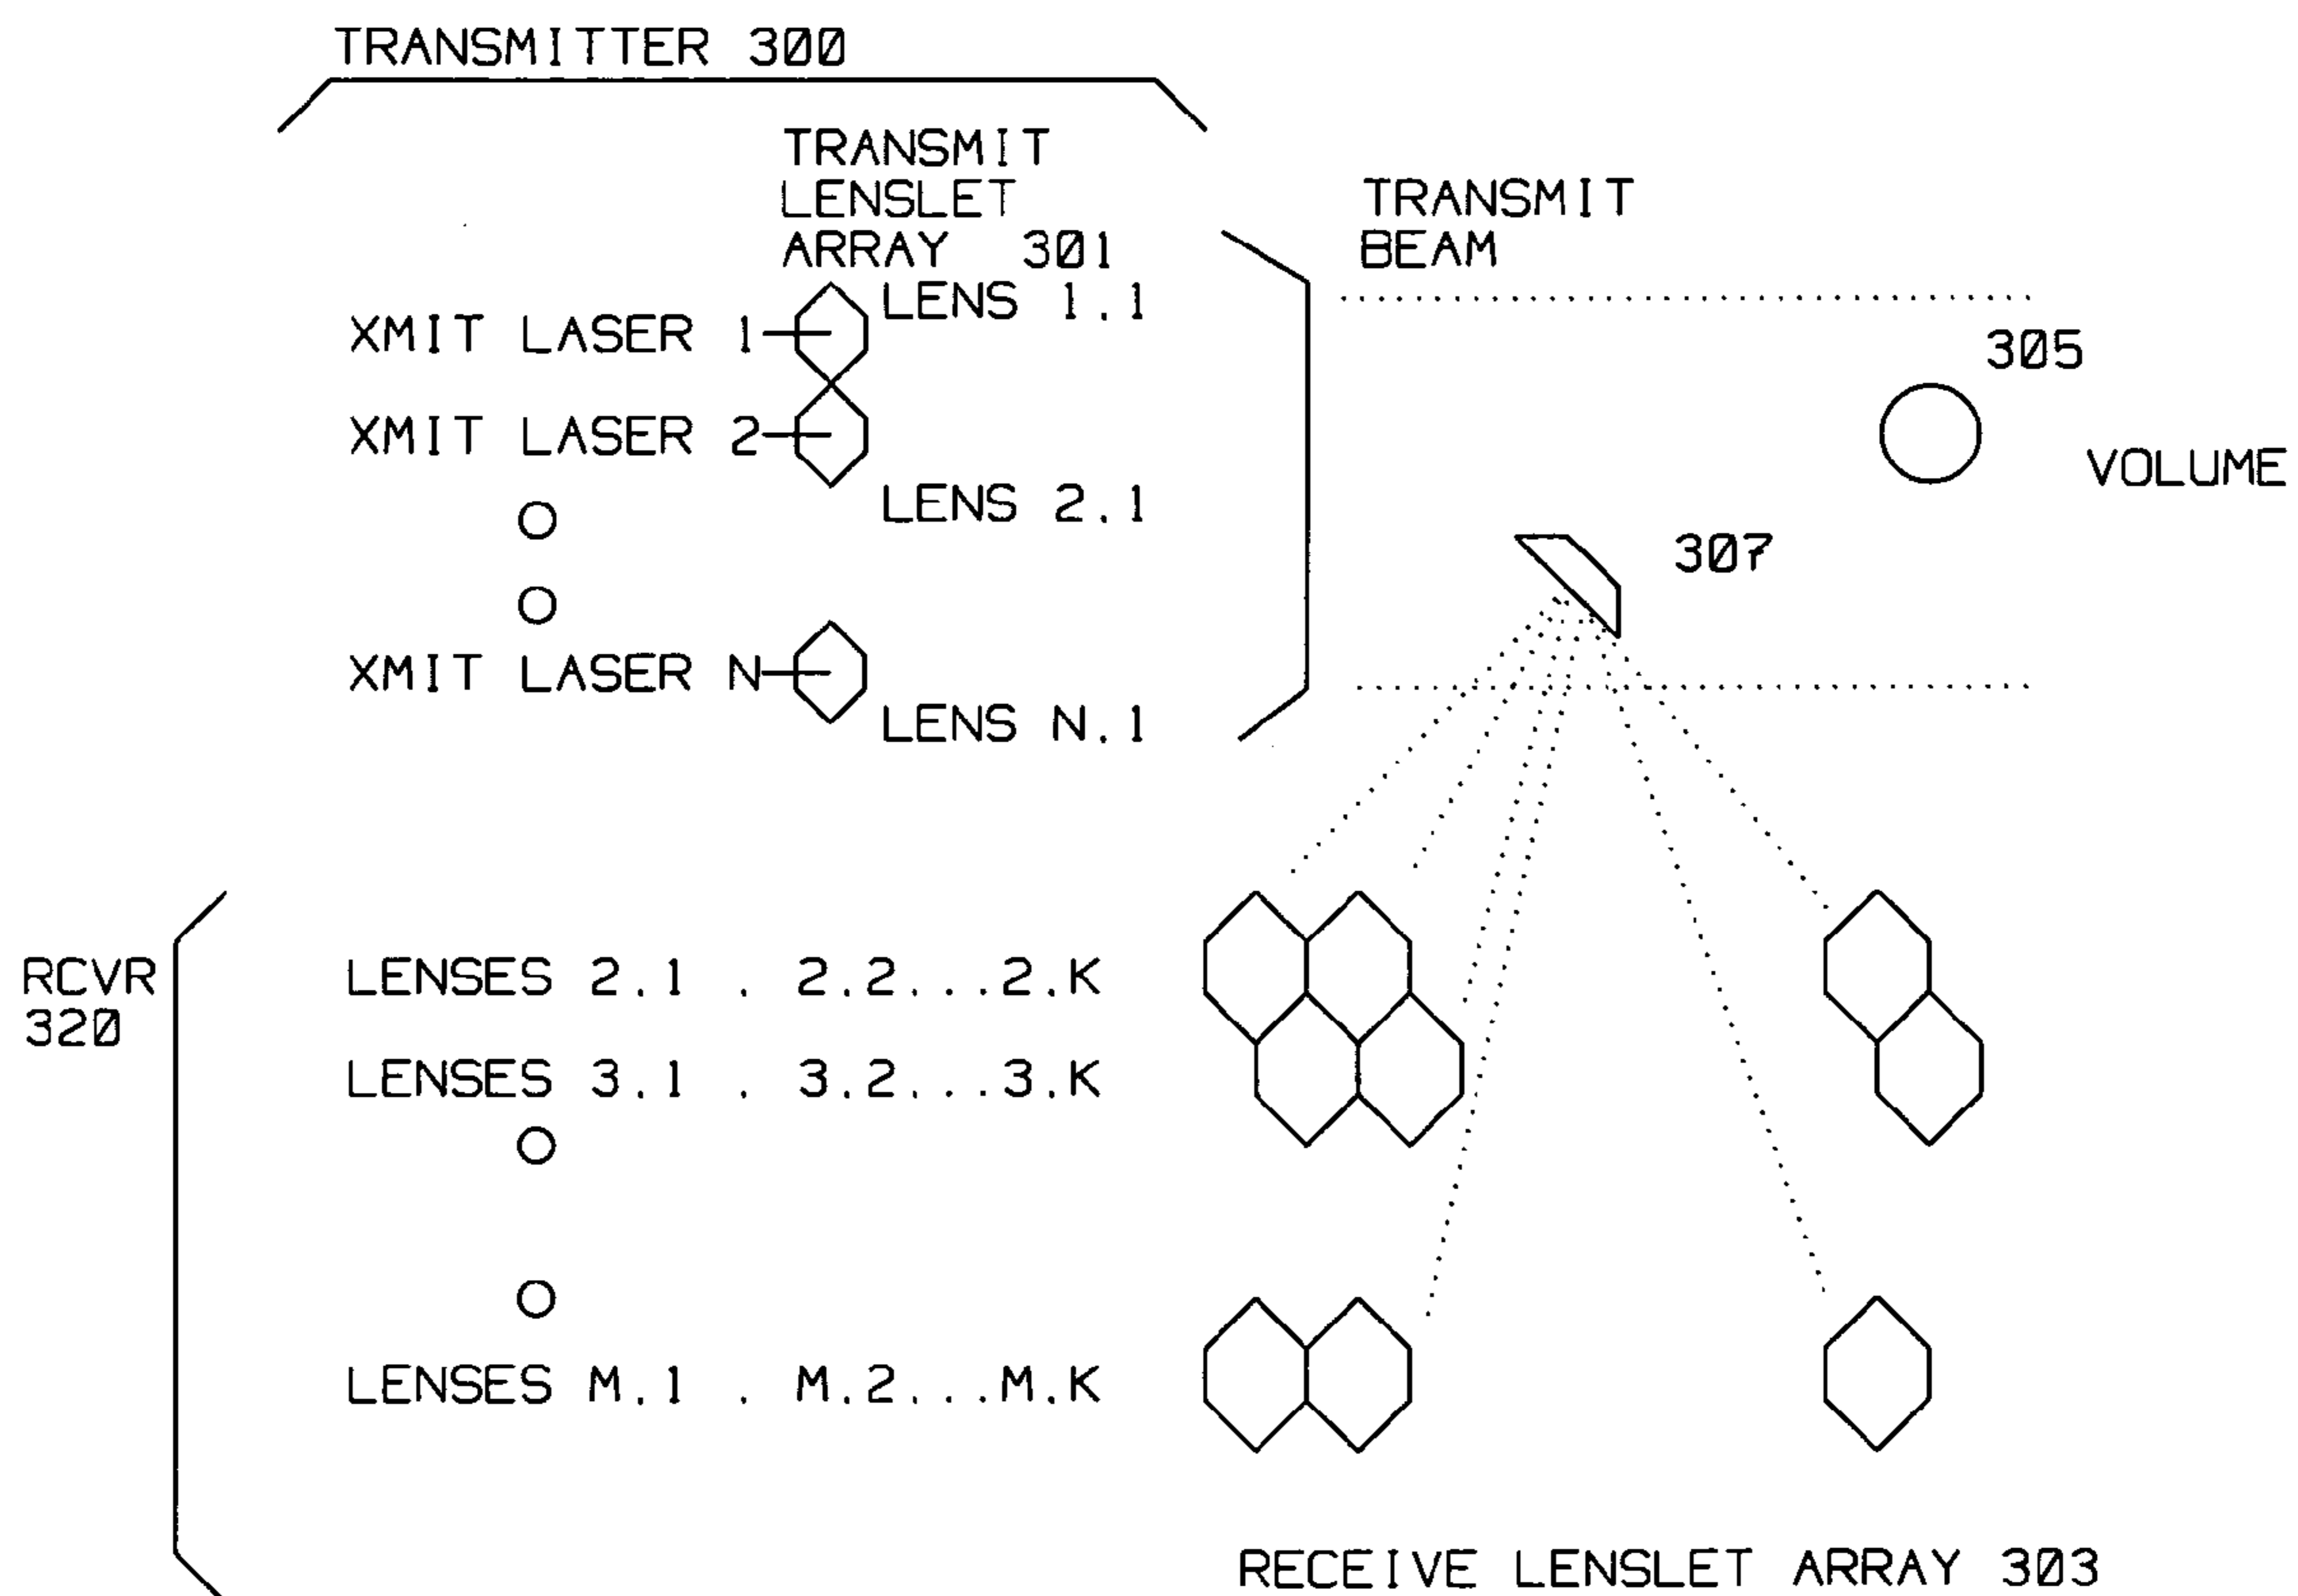 TRANSMITTER 300
TRANSMIT
LENSLET
ARRAY 301
TRANSMIT
BEAM
LENS 1.1
XMIT LASER 1
305
XMIT LASER 2
VOLUME
LENS 2.1
307
XMIT LASER N
LENS N.1
RCVR
320
LENSES 2.1 . 2.2...2.K
LENSES 3.1 . 3.2...3.K
LENSES M.1 . M.2...M.K
RECEIVE LENSLET ARRAY 303